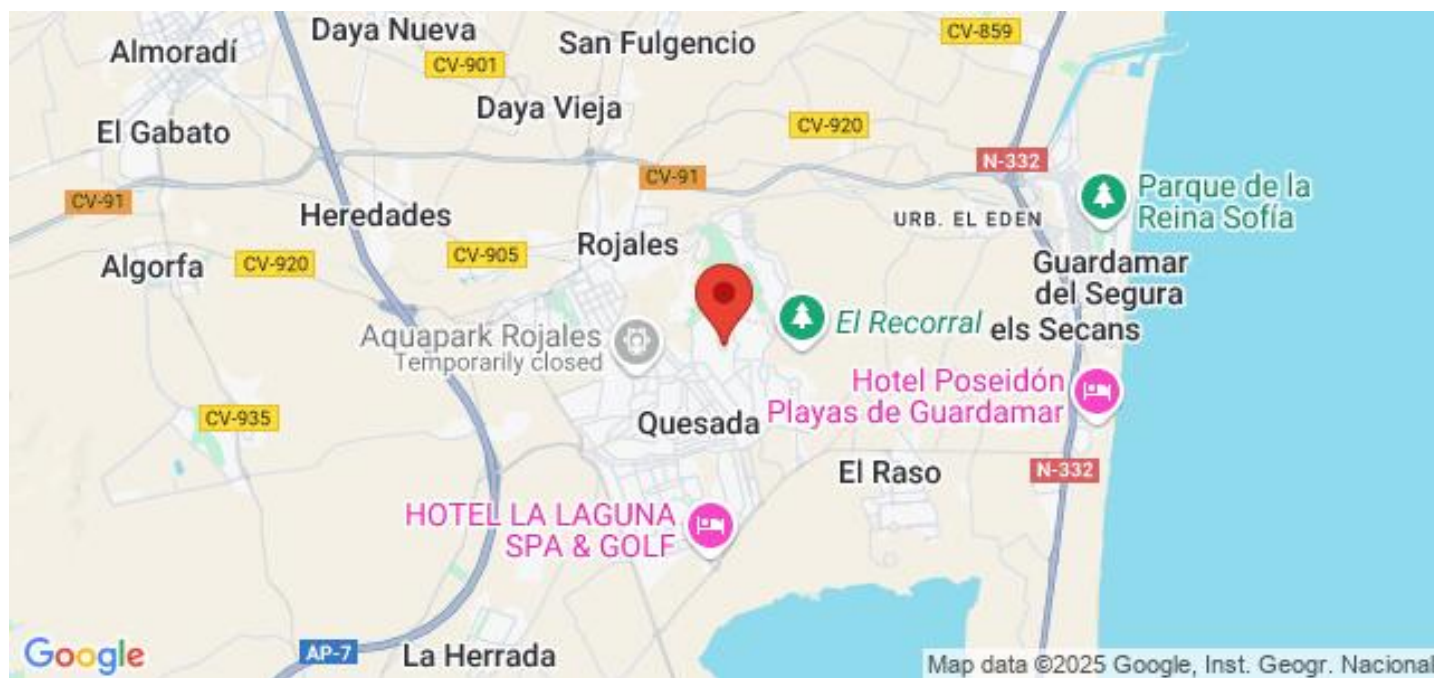 Daya Nueva
San Fulgencio
CV-859
Almoradí
CV-901
Daya Vieja
El Gabato
CV-920
N-332
CV-91
Parque de la
Reina Sofía
CV-91
Heredades
URB. EL EDEN
Rojales
CV-905
Algorfa
CV-920
Guardamar
del Segura
El Recorral
els Secans
Aquapark Rojales
Temporarily closed
Hotel Poseidón
Playas de Guardamar
CV-935
Quesada
El Raso
N-332
HOTEL LA LAGUNA
SPA & GOLF
Google
AP-7
La Herrada
Map data ©2025 Google, Inst. Geogr. Nacional